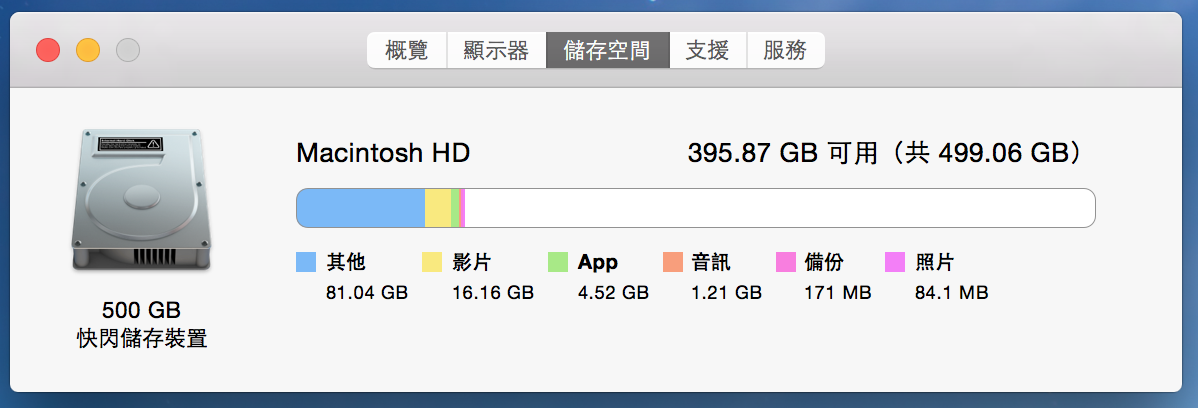 概覽 顯示器 儲存空間 支援 服務
Macintosh HD 395.87 GB 可用（共 499.06 GB）
其他 影片 App 音訊 備份 照片
81.04 GB 16.16 GB 4.52 GB 1.21 GB 171 MB 84.1 MB
500 GB
快閃儲存裝置